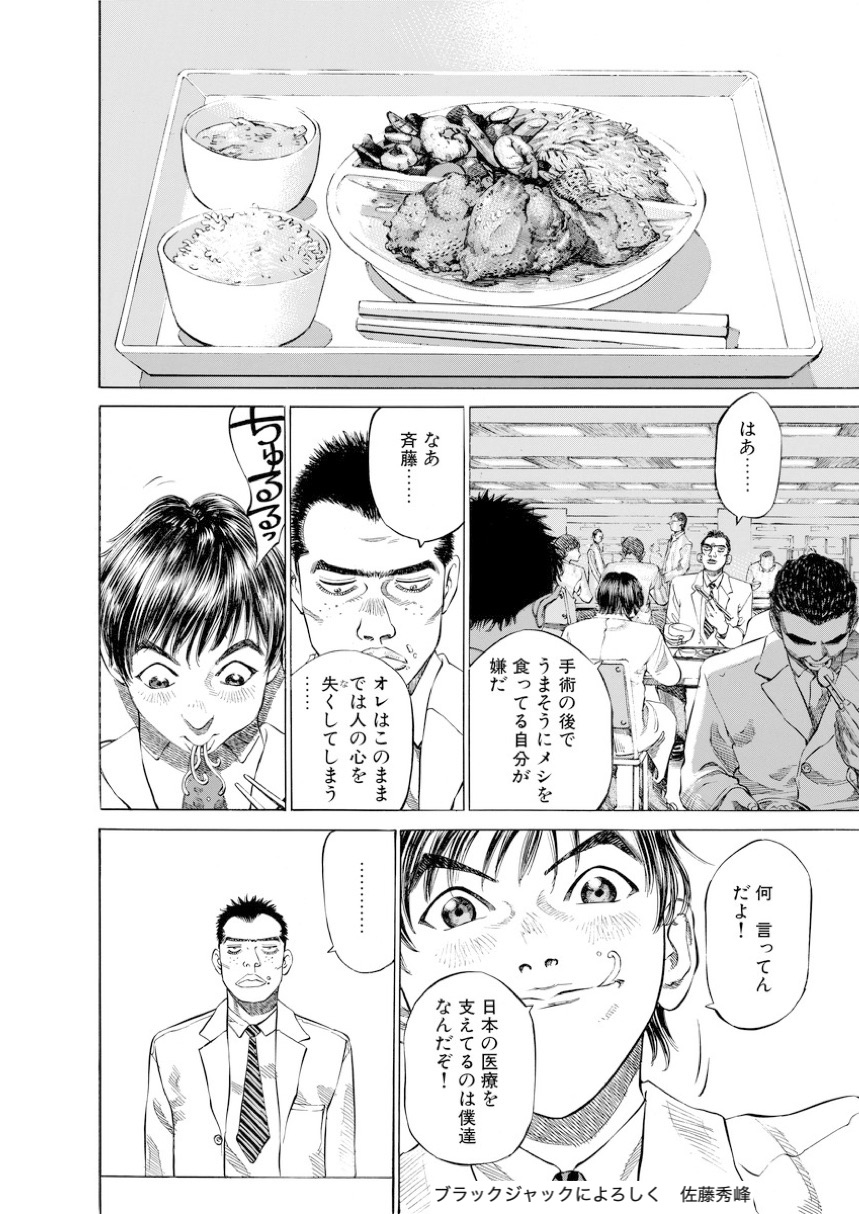 はあ……
手術の後で
うまそうにメシを
食ってる自分が
嫌だ
なあ
斉藤……
オレはこのまま
では人の心を
失くしてしまう
……
な
ちゅるるっ
何 言ってん
だよ！
日本の医療を
支えてるのは僕達
なんだぞ！
…………
ブラックジャックによろしく 佐藤秀峰